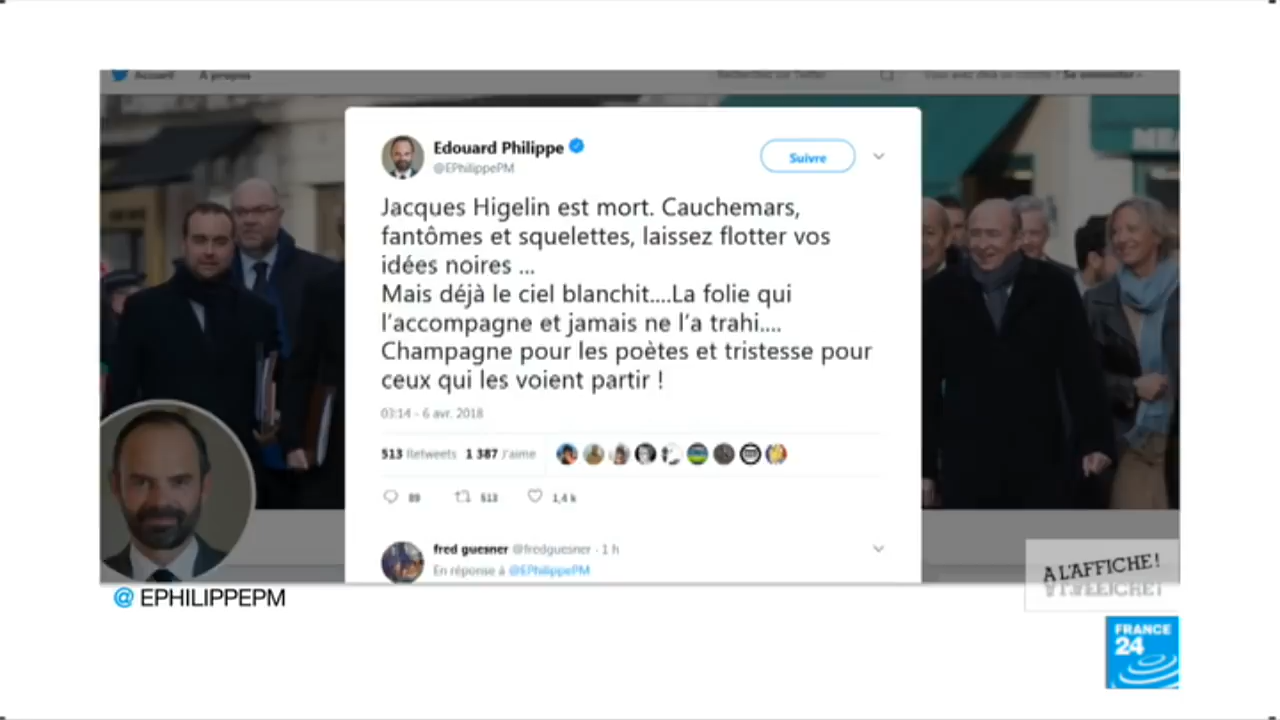 Accueil À propos
Edouard Philippe
@EPhilippePM
Suivre
Jacques Higelin est mort. Cauchemars,
fantômes et squelettes, laissez flotter vos
idées noires ...
Mais déjà le ciel blanchit....La folie qui
l'accompagne et jamais ne l'a trahi....
Champagne pour les poètes et tristesse pour
ceux qui les voient partir !
03:14 - 6 avr. 2018
513 Retweets 1 387 J'aime
89 513 1,4 k
fred guesner @fredguesner · 1 h
En réponse à @EPhilippePM
@ EPHILIPPEPM
A L'AFFICHE!
FRANCE
24